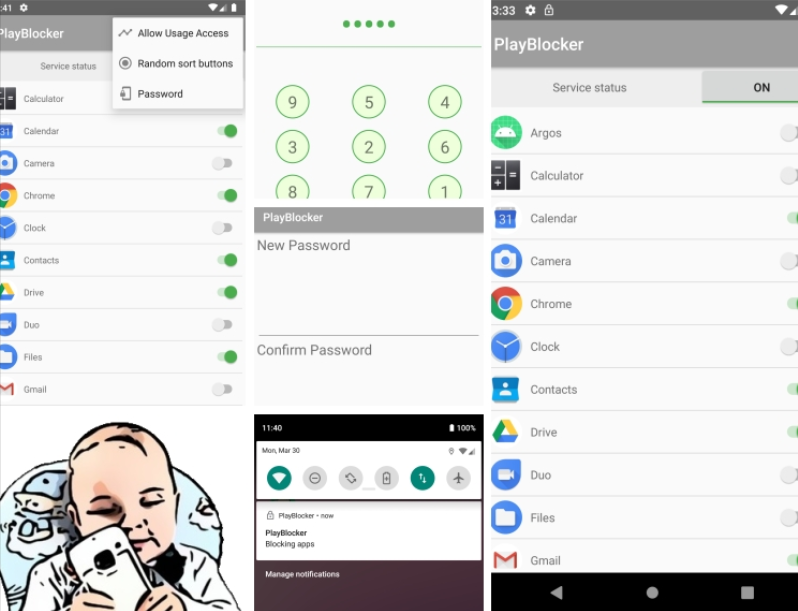 :41
PlayBlocker
Allow Usage Access
Random sort buttons
Password
Service status
Calculator
31
Calendar
Camera
Chrome
Clock
Contacts
Drive
Duo
Files
Gmail
9 5 4
3 2 6
8 7 1
PlayBlocker
New Password
Confirm Password
11:40 100%
Mon, Mar 30
PlayBlocker • now
PlayBlocker
Blocking apps
Manage notifications
3:33
PlayBlocker
Service status ON
Argos
Calculator
31
Calendar
Camera
Chrome
Clock
Contacts
Drive
Duo
Files
Gmail